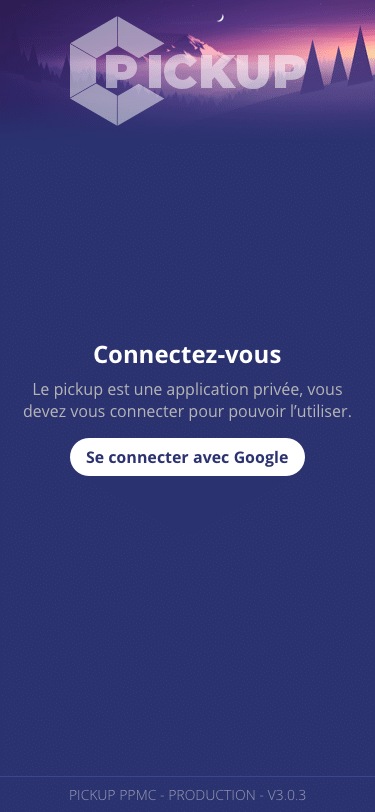 PICKUP
Connectez-vous
Le pickup est une application privée, vous
devez vous connecter pour pouvoir l’utiliser.
Se connecter avec Google
PICKUP PPMC - PRODUCTION - V3.0.3